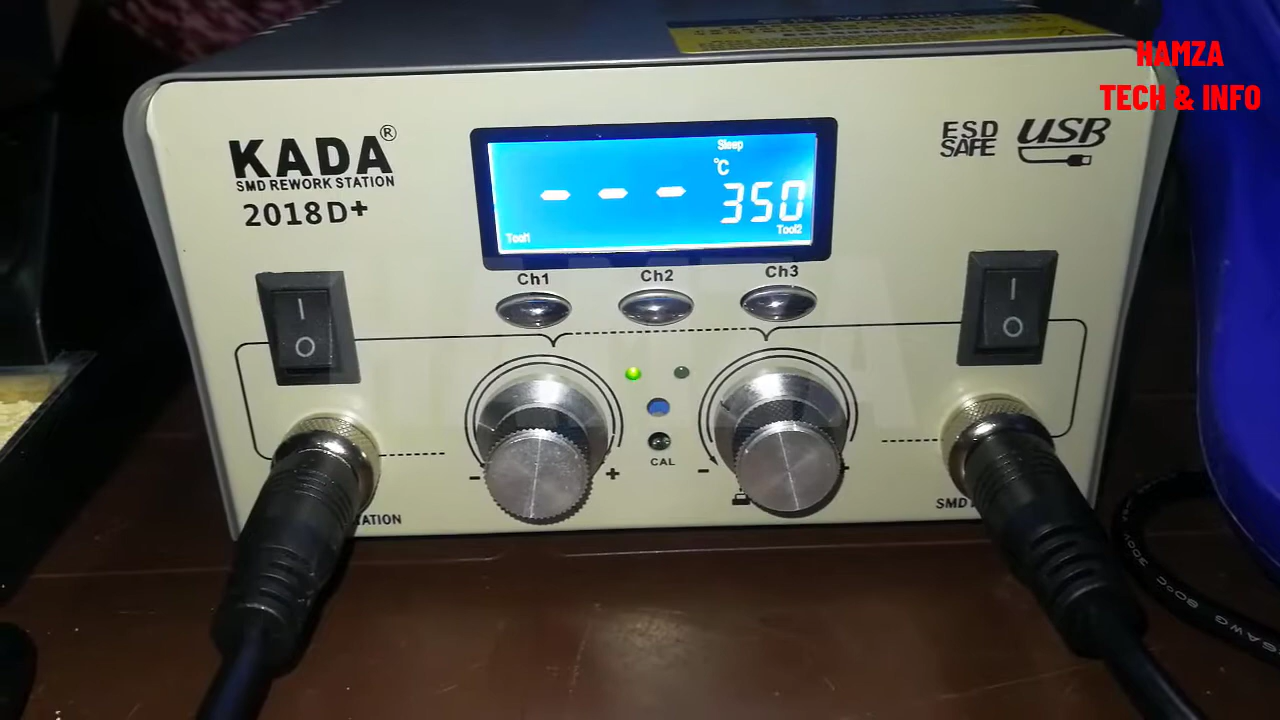 HAMZA
TECH & INFO
KADA®
SMD REWORK STATION
2018D+
ESD
SAFE
USB
Sleep
°C
- - - 350
Tool1 Tool2
Ch1 Ch2 Ch3
CAL
- + -
SMD